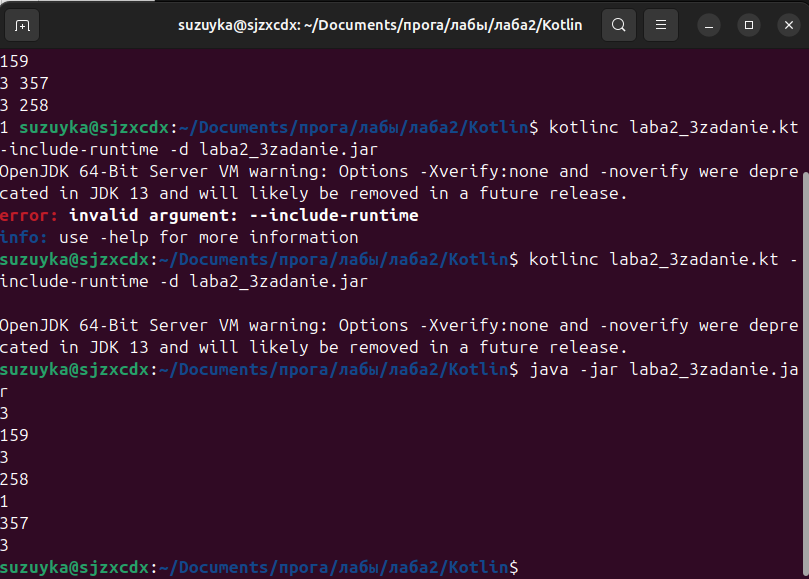 suzuyka@sjzxcdx: ~/Documents/прога/лабы/лаба2/Kotlin
159
3 357
3 258
1 suzuyka@sjzxcdx:~/Documents/прога/лабы/лаба2/Kotlin$ kotlinc laba2_3zadanie.kt -
-include-runtime -d laba2_3zadanie.jar
OpenJDK 64-Bit Server VM warning: Options -Xverify:none and -noverify were depre
cated in JDK 13 and will likely be removed in a future release.
error: invalid argument: --include-runtime
info: use -help for more information
suzuyka@sjzxcdx:~/Documents/прога/лабы/лаба2/Kotlin$ kotlinc laba2_3zadanie.kt -
include-runtime -d laba2_3zadanie.jar
OpenJDK 64-Bit Server VM warning: Options -Xverify:none and -noverify were depre
cated in JDK 13 and will likely be removed in a future release.
suzuyka@sjzxcdx:~/Documents/прога/лабы/лаба2/Kotlin$ java -jar laba2_3zadanie.ja
r
3
159
3
258
1
357
3
suzuyka@sjzxcdx:~/Documents/прога/лабы/лаба2/Kotlin$